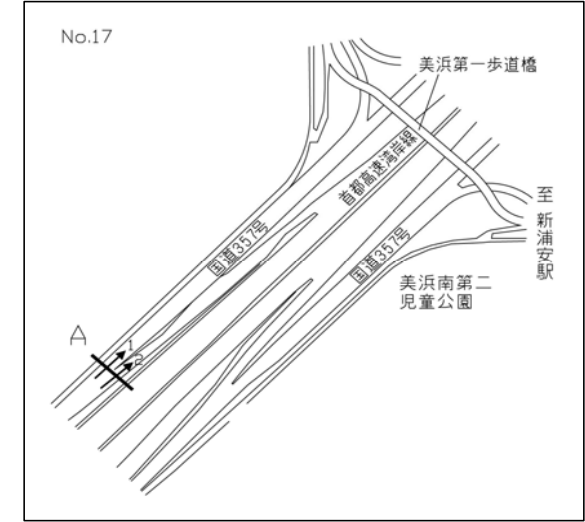 No.17
美浜第一歩道橋
首都高速湾岸線
国道357号
国道357号
至新浦安駅
美浜南第二
児童公園
A
1
2